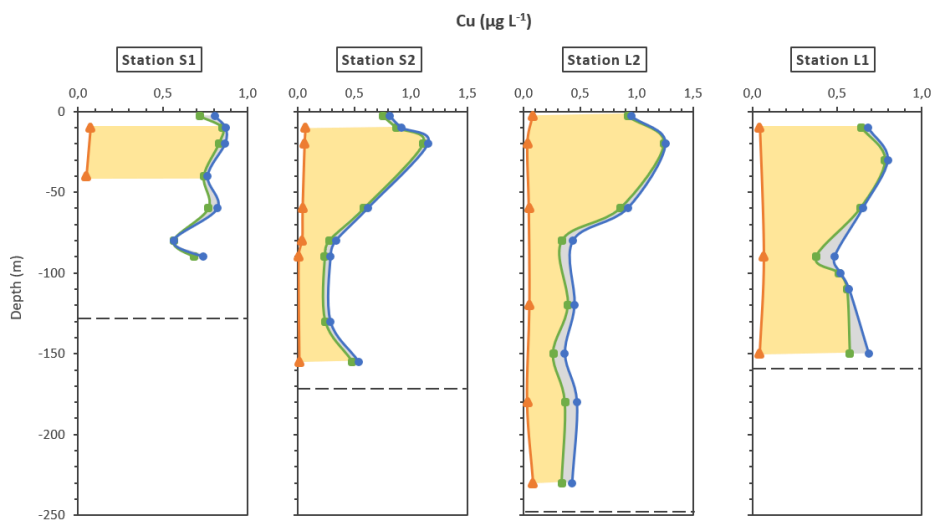 Cu (µg L⁻¹)
Station S1
Station S2
Station L2
Station L1
0,0 0,5 1,0
0,0 0,5 1,0 1,5
0,0 0,5 1,0 1,5
0,0 0,5 1,0
Depth (m)
0
-50
-100
-150
-200
-250